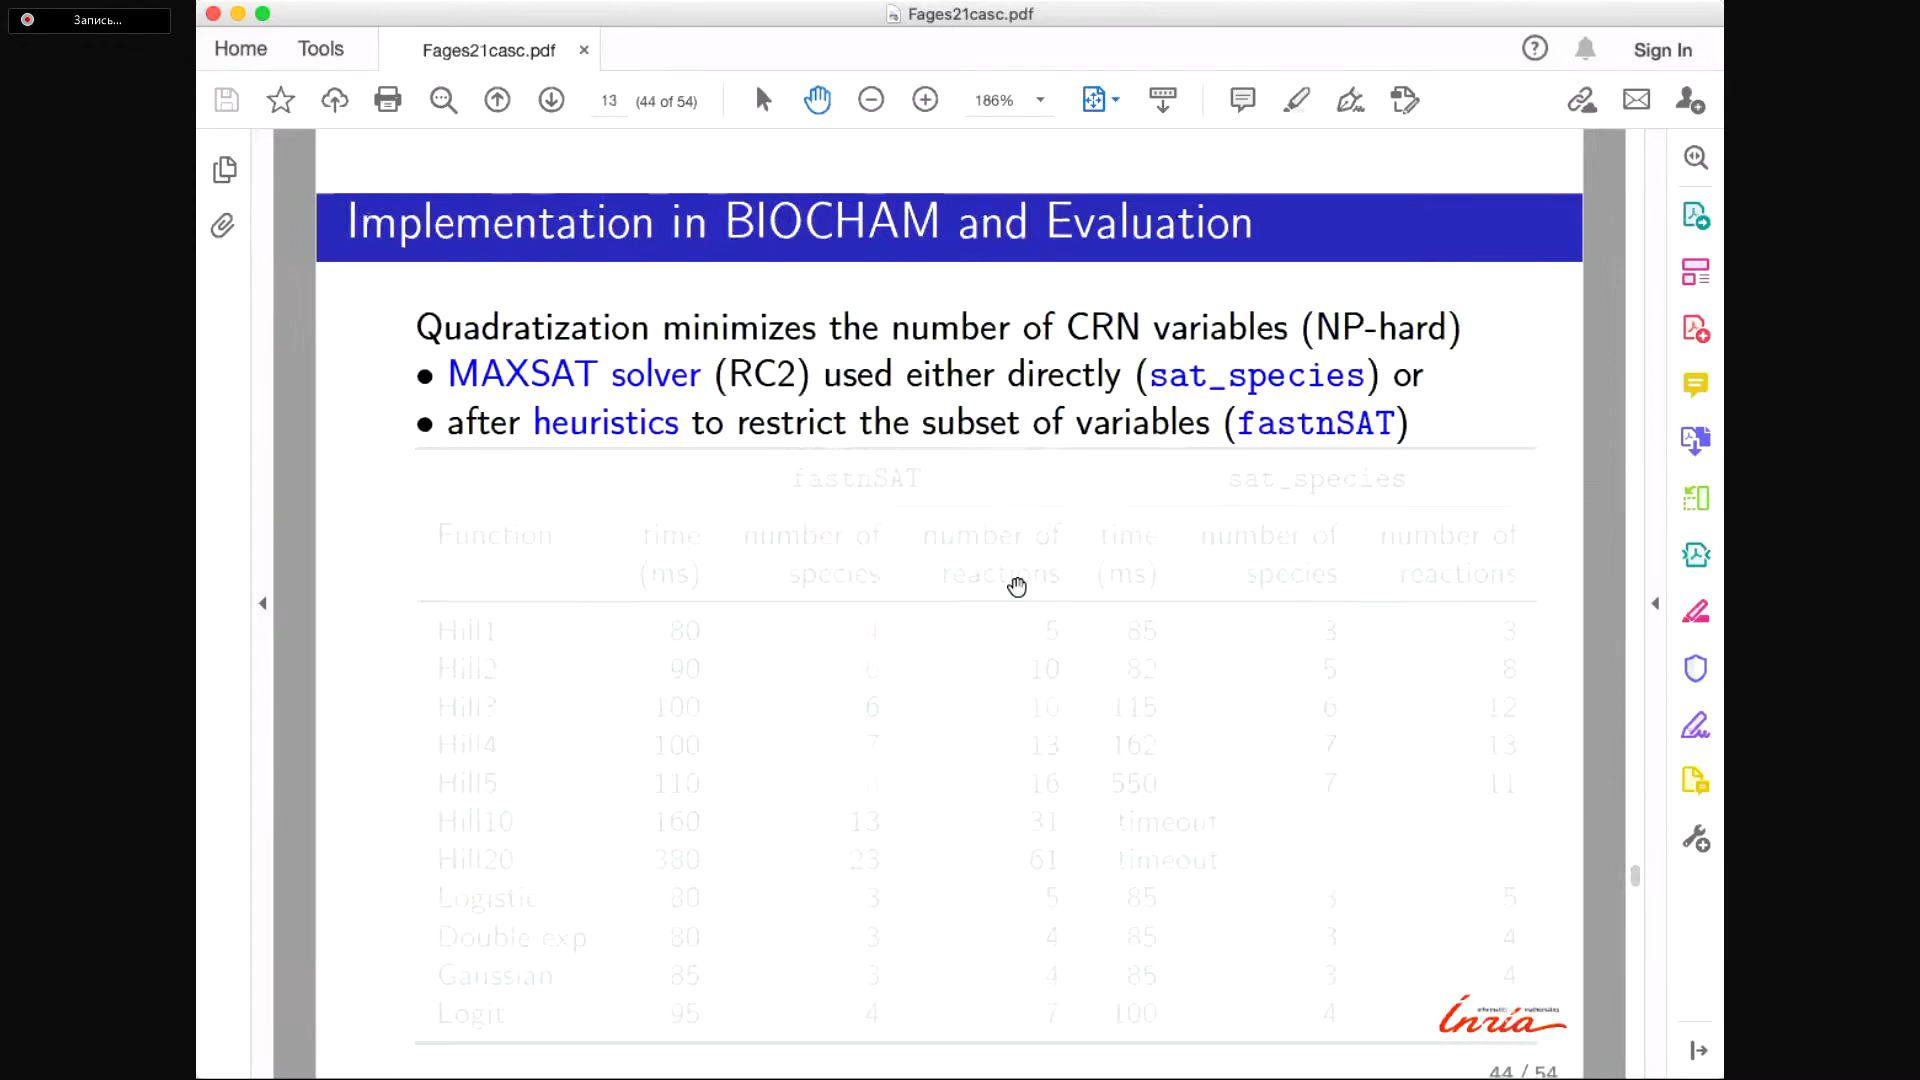 Запись...
Fages21casc.pdf
Home Tools Fages21casc.pdf × Sign In
13 (44 of 54) 186%
Implementation in BIOCHAM and Evaluation
Quadratization minimizes the number of CRN variables (NP-hard)
• MAXSAT solver (RC2) used either directly (sat_species) or
• after heuristics to restrict the subset of variables (fastnSAT)
fastnSAT sat_species
Function time number of number of time number of number of
(ms) species reactions (ms) species reactions
Hill1 80 4 5 85 3 3
Hill2 90 6 10 82 5 8
Hill3 100 6 10 115 6 12
Hill4 100 7 13 162 7 13
Hill5 110 16 550 7 11
Hill10 160 13 31 timeout
Hill20 380 23 61 timeout
Logistic 80 3 5 85 3 5
Double exp 80 3 4 85 3 4
Gaussian 85 3 4 85 3 4
Logit 95 4 7 100 4
Inria
44 / 54